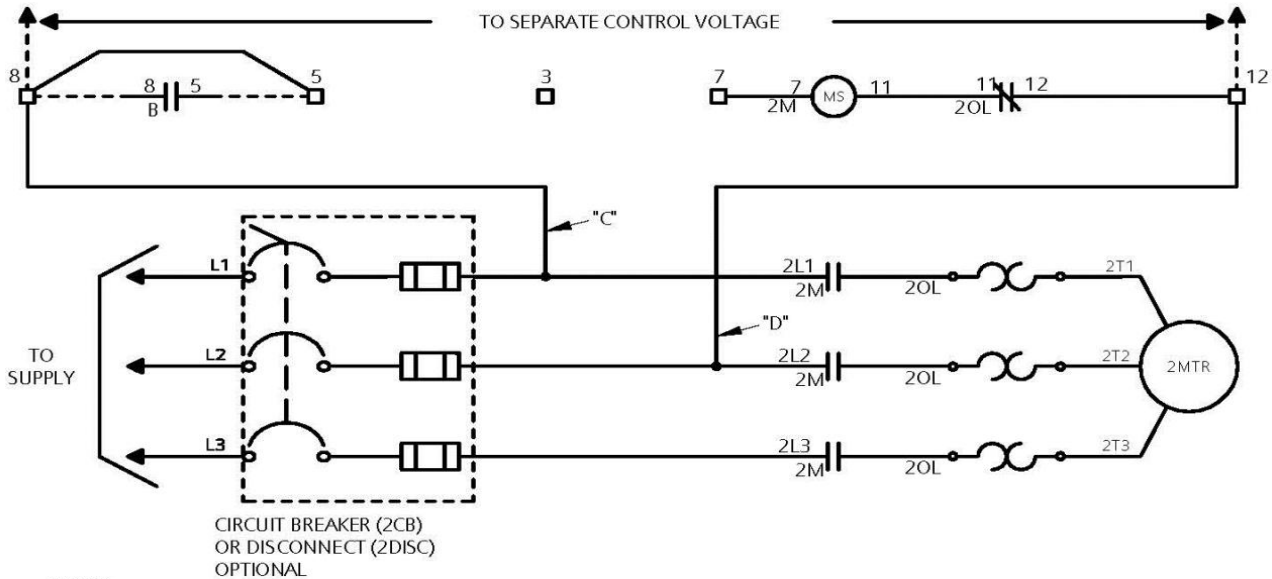 TO SEPARATE CONTROL VOLTAGE
8 5 3 7 12
8 5 7 11 11 12
B 2M MS 2OL
"C"
L1 2L1 2M 2OL 2T1
"D"
TO SUPPLY
L2 2L2 2M 2OL 2T2
2MTR
L3 2L3 2M 2OL 2T3
CIRCUIT BREAKER (2CB)
OR DISCONNECT (2DISC)
OPTIONAL